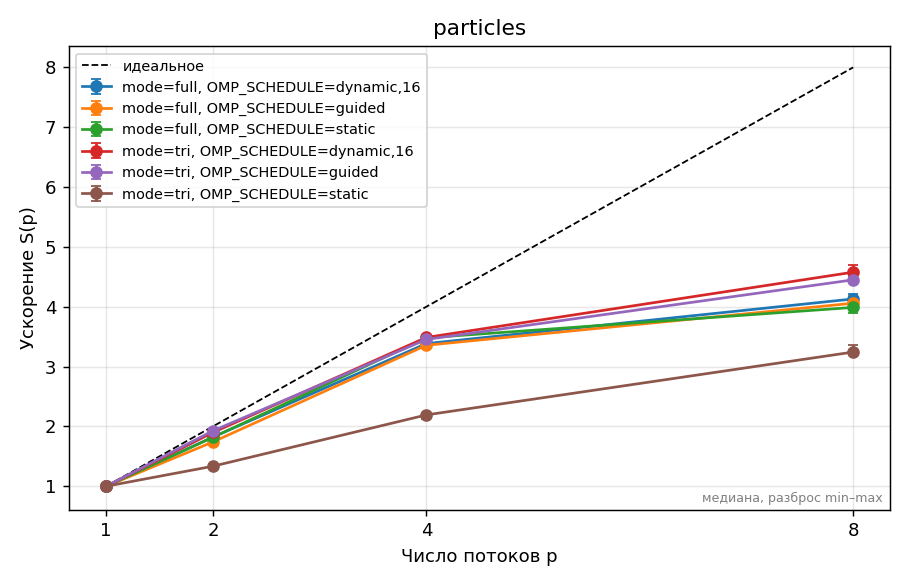 particles
идеальное
mode=full, OMP_SCHEDULE=dynamic,16
mode=full, OMP_SCHEDULE=guided
mode=full, OMP_SCHEDULE=static
mode=tri, OMP_SCHEDULE=dynamic,16
mode=tri, OMP_SCHEDULE=guided
mode=tri, OMP_SCHEDULE=static
Ускорение S(p)
8
7
6
5
4
3
2
1
медиана, разброс min–max
1 2 4 8
Число потоков p